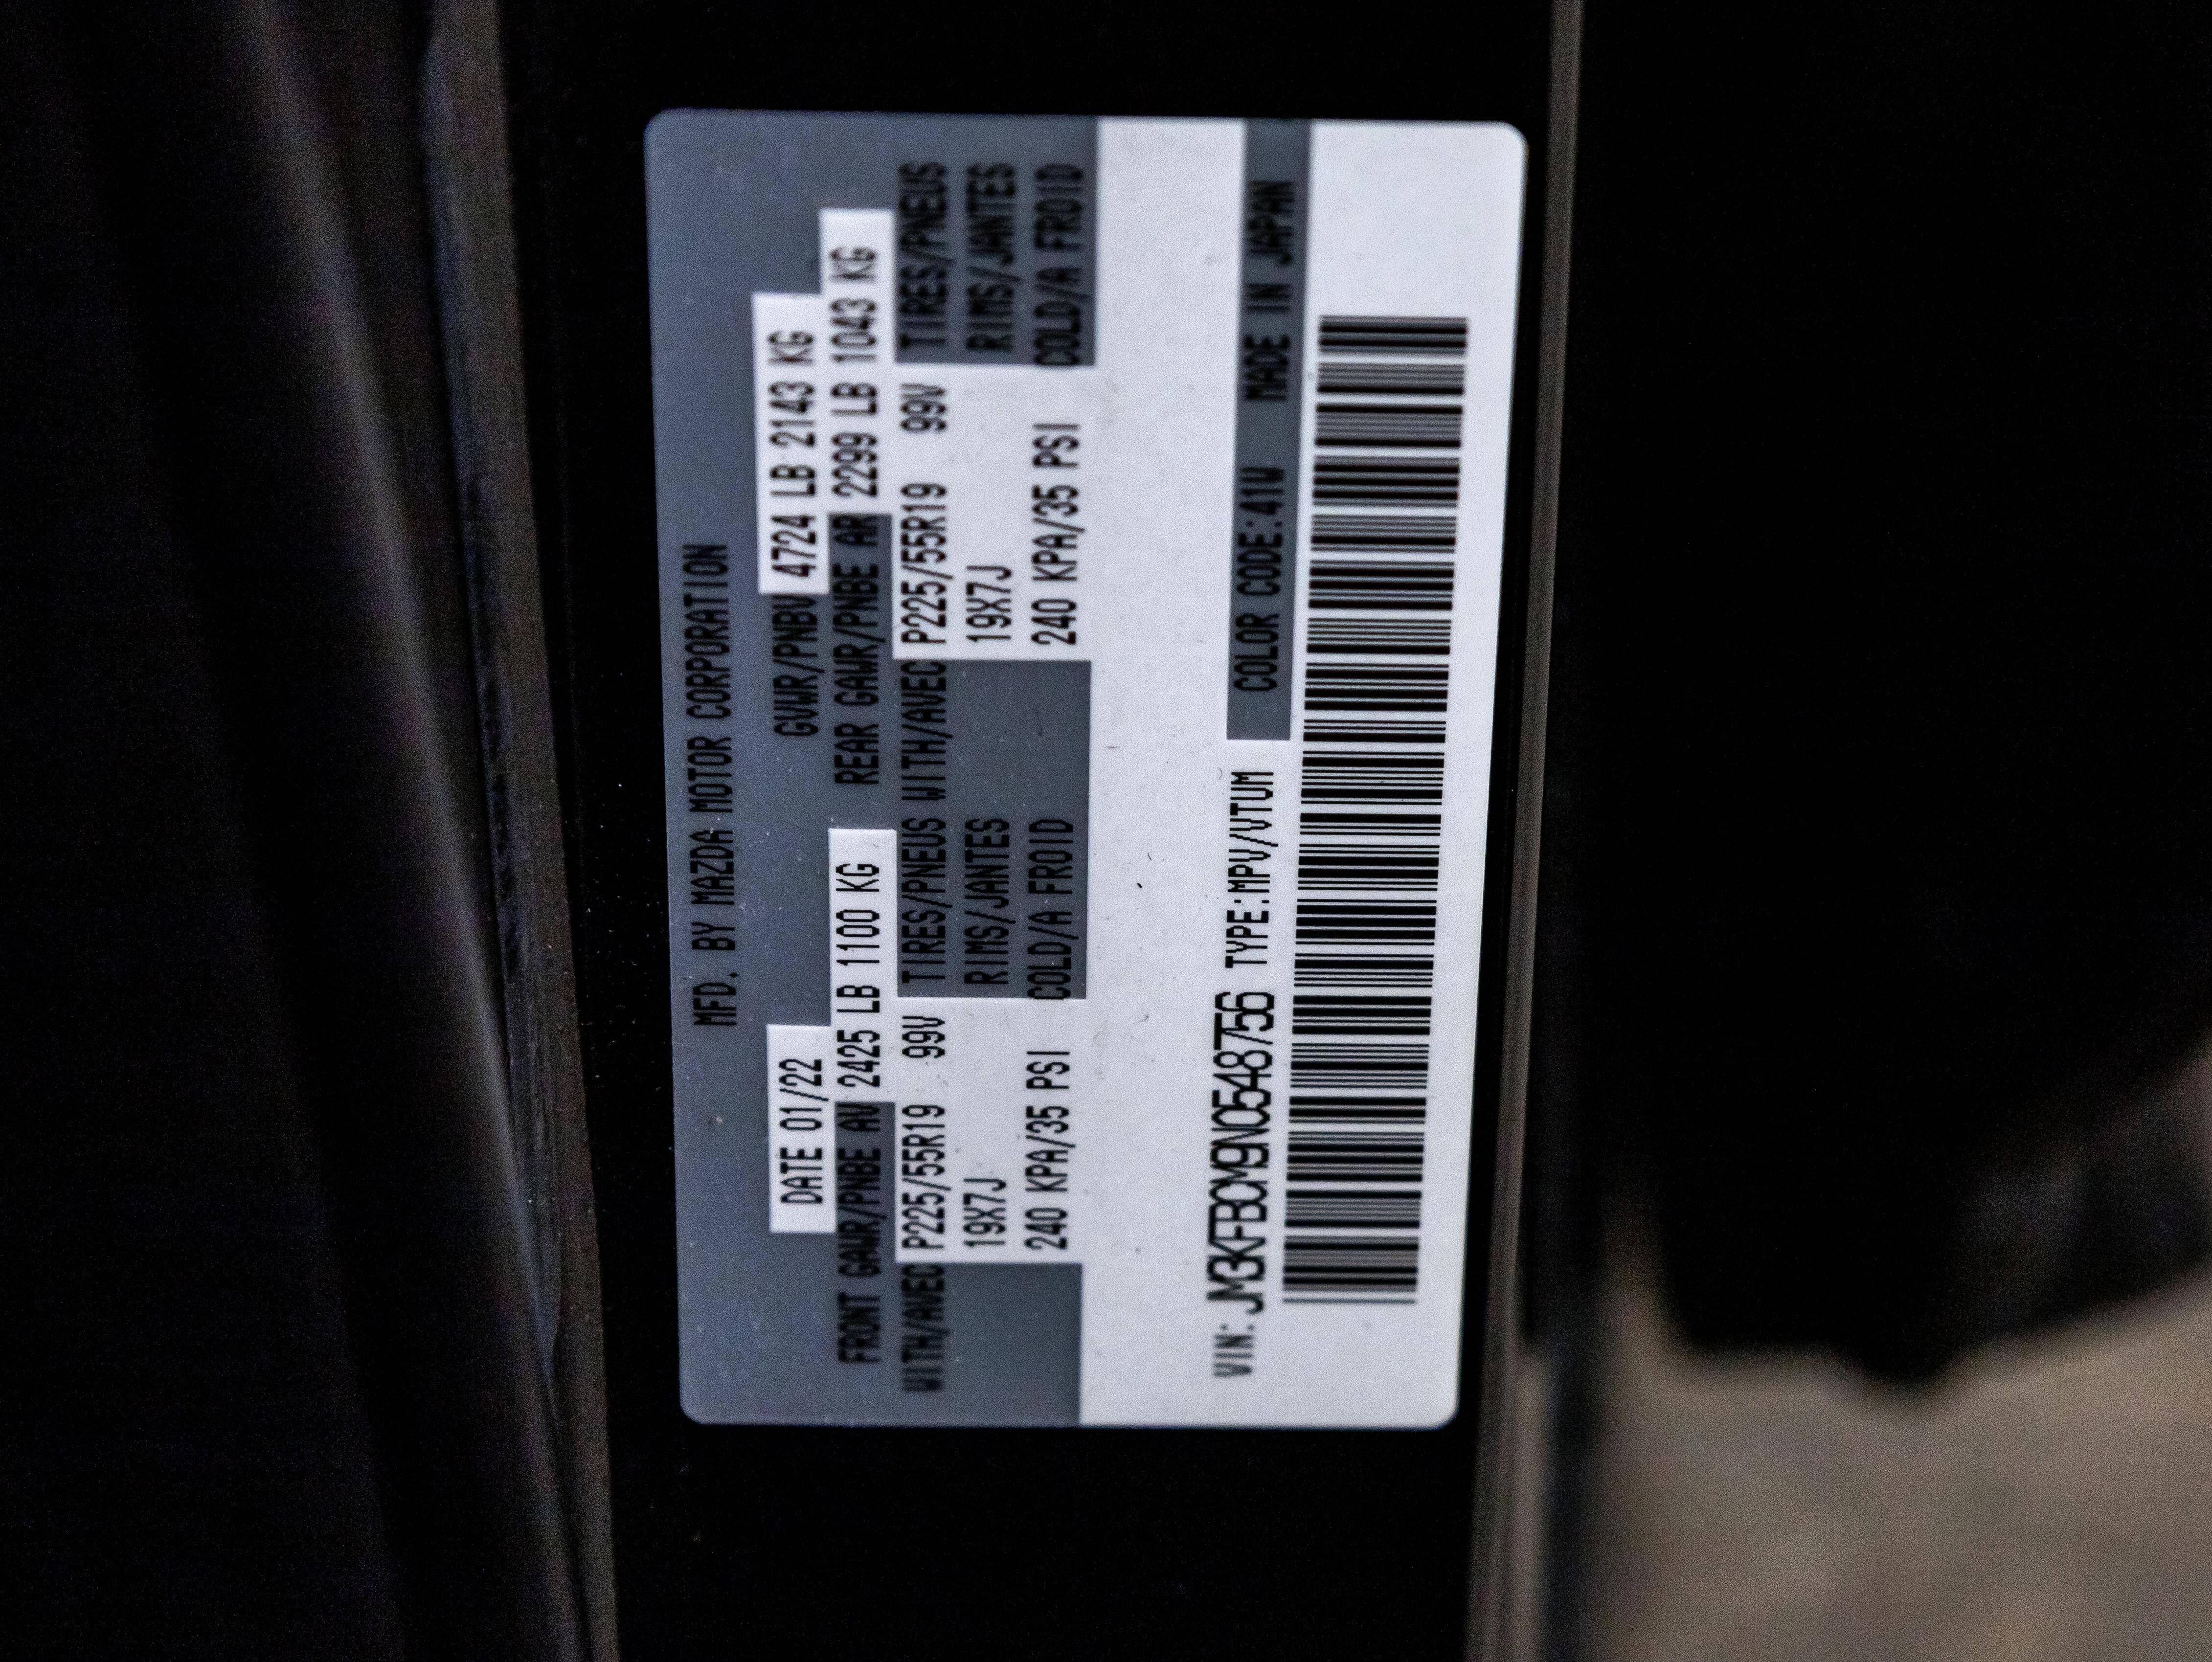 MFD. BY MAZDA MOTOR CORPORATION
DATE 01/22 GVWR/PNBV 4724 LB 2143 KG
FRONT GAWR/PNBE AV 2425 LB 1100 KG REAR GAWR/PNBE AR 2299 LB 1043 KG
WITH/AVEC P225/55R19 99V TIRES/PNEUS WITH/AVEC P225/55R19 99V TIRES/PNEUS
19X7J RIMS/JANTES 19X7J RIMS/JANTES
240 KPA/35 PSI COLD/A FROID 240 KPA/35 PSI COLD/A FROID
VIN: JM3KFBCM9N0548756 TYPE:MPV/VTUM COLOR CODE:41W MADE IN JAPAN